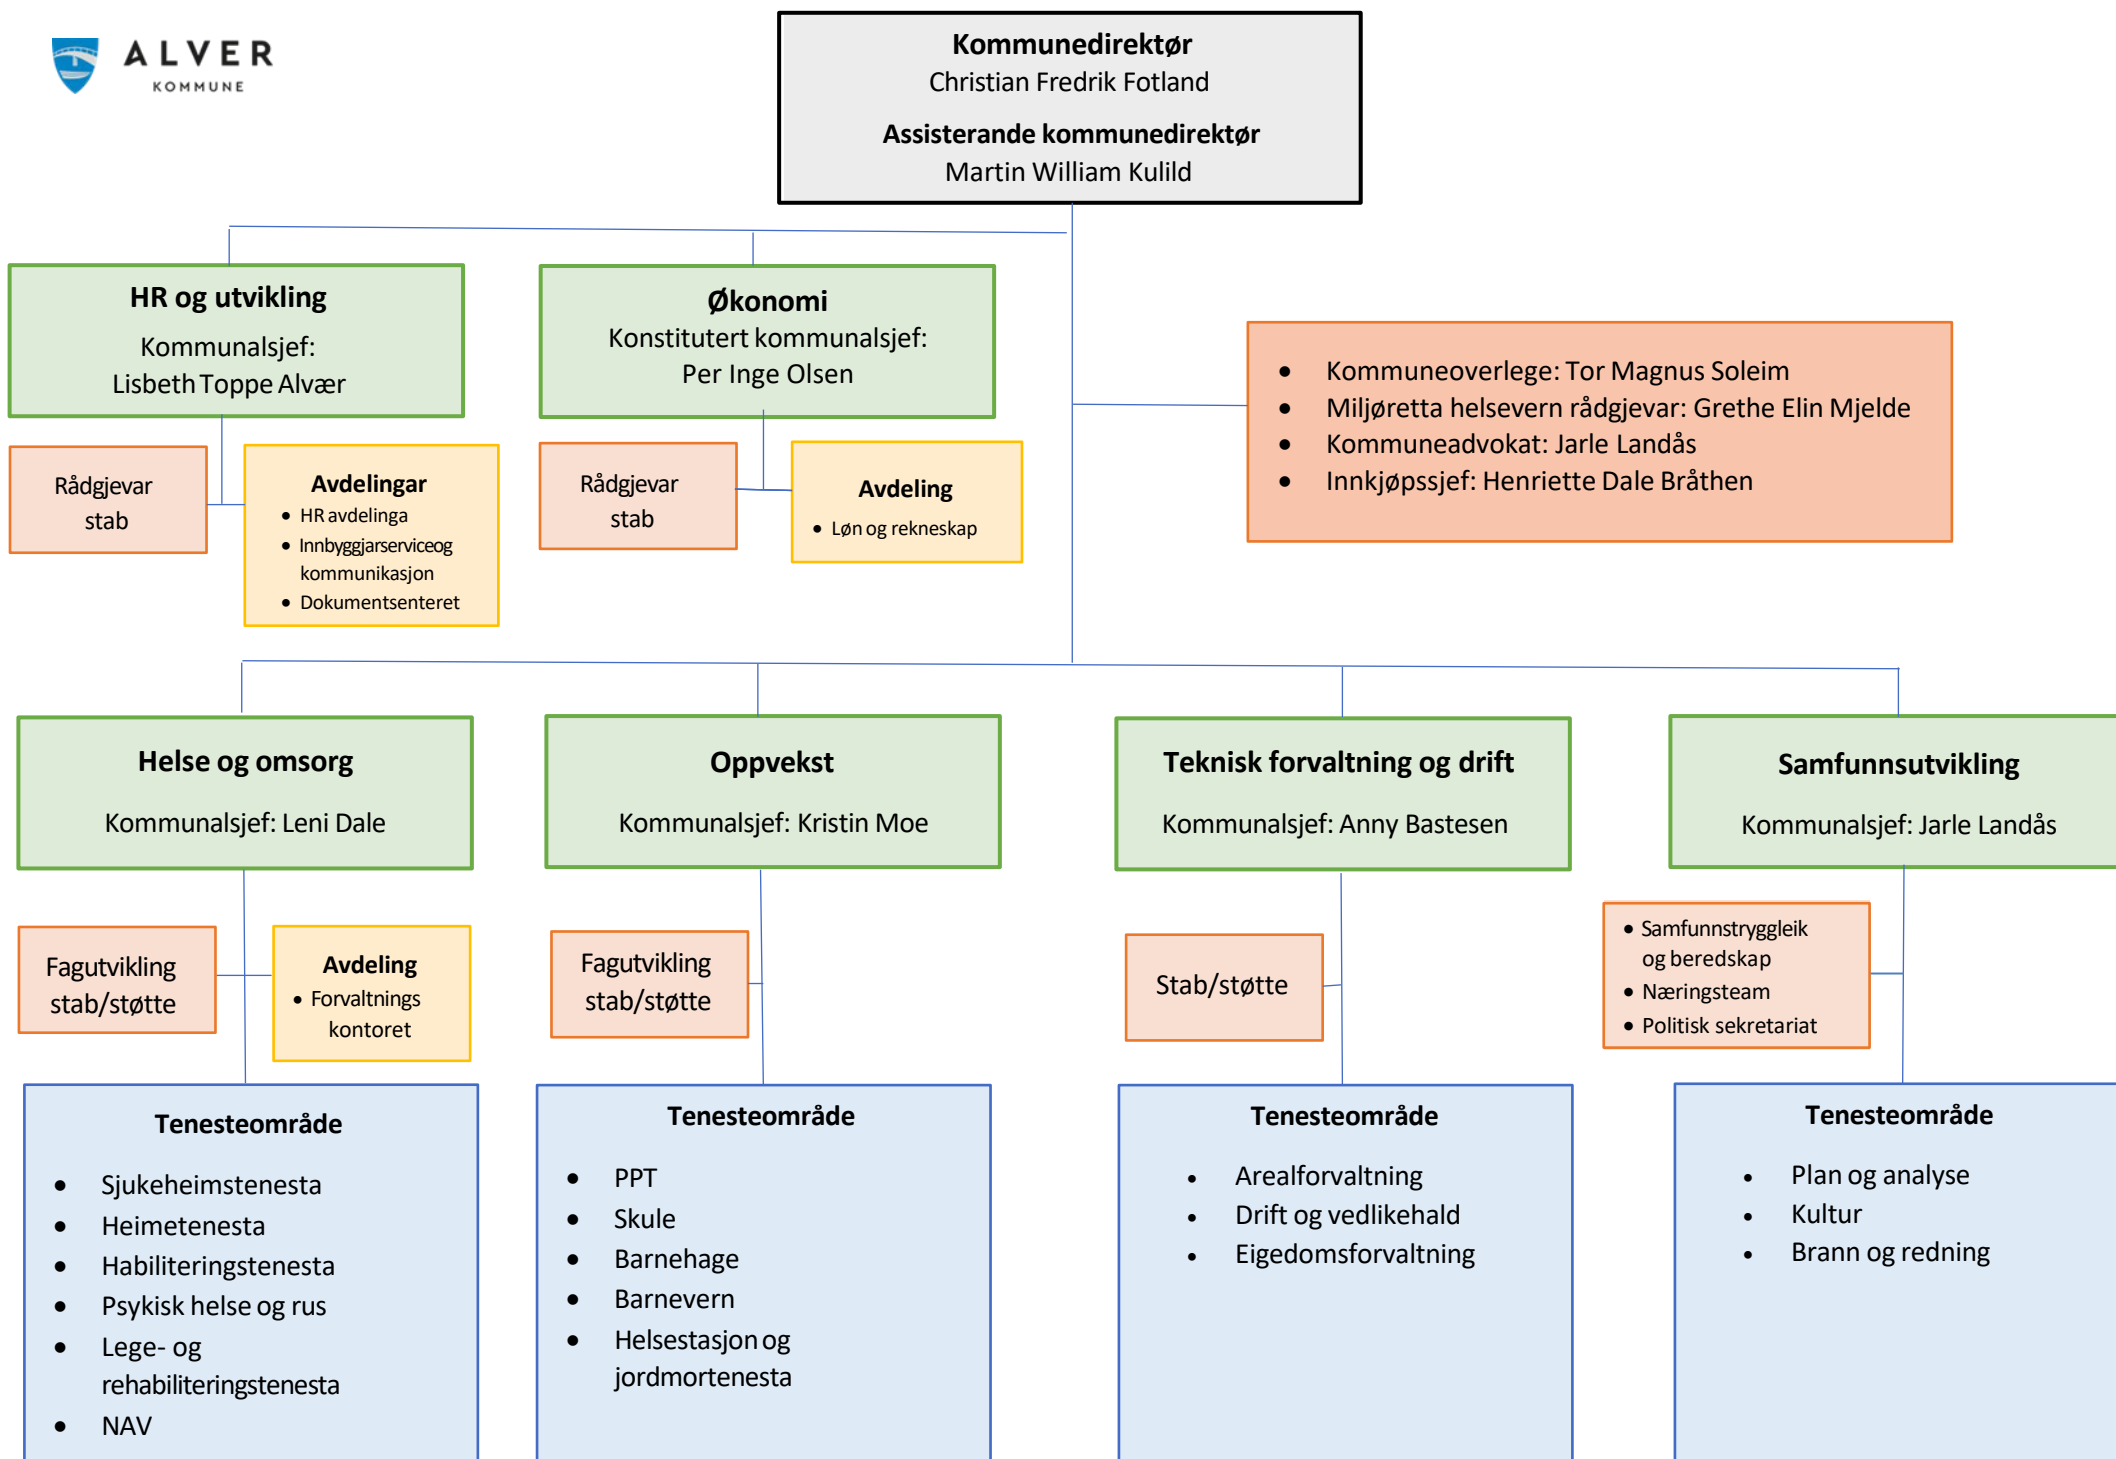 ALVER
KOMMUNE
Kommunedirektør
Christian Fredrik Fotland
Assisterande kommunedirektør
Martin William Kulild
HR og utvikling
Kommunalsjef:
Lisbeth Toppe Alvær
Økonomi
Konstitutert kommunalsjef:
Per Inge Olsen
• Kommuneoverlege: Tor Magnus Soleim
• Miljøretta helsevern rådgjevar: Grethe Elin Mjelde
• Kommuneadvokat: Jarle Landås
• Innkjøpssjef: Henriette Dale Bråthen
Rådgjevar
stab
Avdelingar
• HR avdelinga
• Innbyggjarserviceog
kommunikasjon
• Dokumentsenteret
Rådgjevar
stab
Avdeling
• Løn og rekneskap
Helse og omsorg
Kommunalsjef: Leni Dale
Oppvekst
Kommunalsjef: Kristin Moe
Teknisk forvaltning og drift
Kommunalsjef: Anny Bastesen
Samfunnsutvikling
Kommunalsjef: Jarle Landås
Fagutvikling
stab/støtte
Avdeling
• Forvaltnings
kontoret
Fagutvikling
stab/støtte
Stab/støtte
• Samfunnstryggleik
og beredskap
• Næringsteam
• Politisk sekretariat
Tenesteområde
• Sjukeheimstenesta
• Heimetenesta
• Habiliteringstenesta
• Psykisk helse og rus
• Lege- og
rehabiliteringstenesta
• NAV
Tenesteområde
• PPT
• Skule
• Barnehage
• Barnevern
• Helsestasjon og
jordmortenesta
Tenesteområde
• Arealforvaltning
• Drift og vedlikehald
• Eigedomsforvaltning
Tenesteområde
• Plan og analyse
• Kultur
• Brann og redning